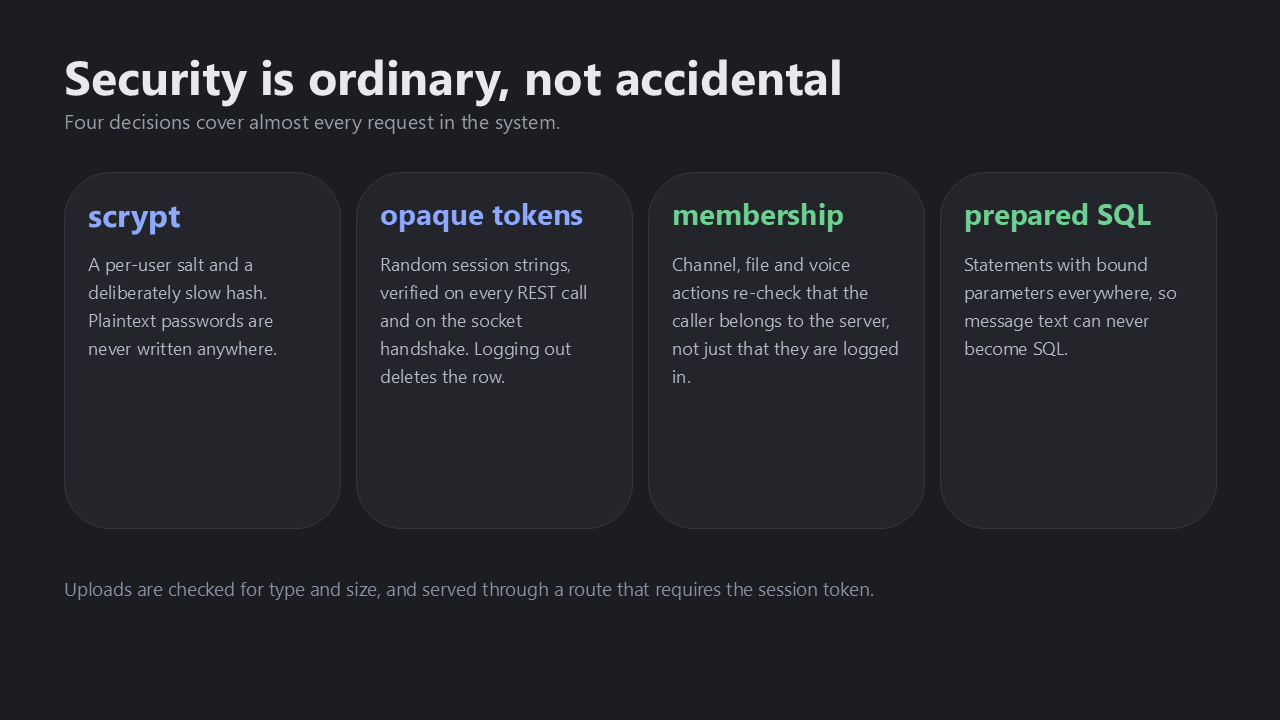 Security is ordinary, not accidental
Four decisions cover almost every request in the system.
scrypt
A per-user salt and a
deliberately slow hash.
Plaintext passwords are
never written anywhere.
opaque tokens
Random session strings,
verified on every REST call
and on the socket
handshake. Logging out
deletes the row.
membership
Channel, file and voice
actions re-check that the
caller belongs to the server,
not just that they are logged
in.
prepared SQL
Statements with bound
parameters everywhere, so
message text can never
become SQL.
Uploads are checked for type and size, and served through a route that requires the session token.